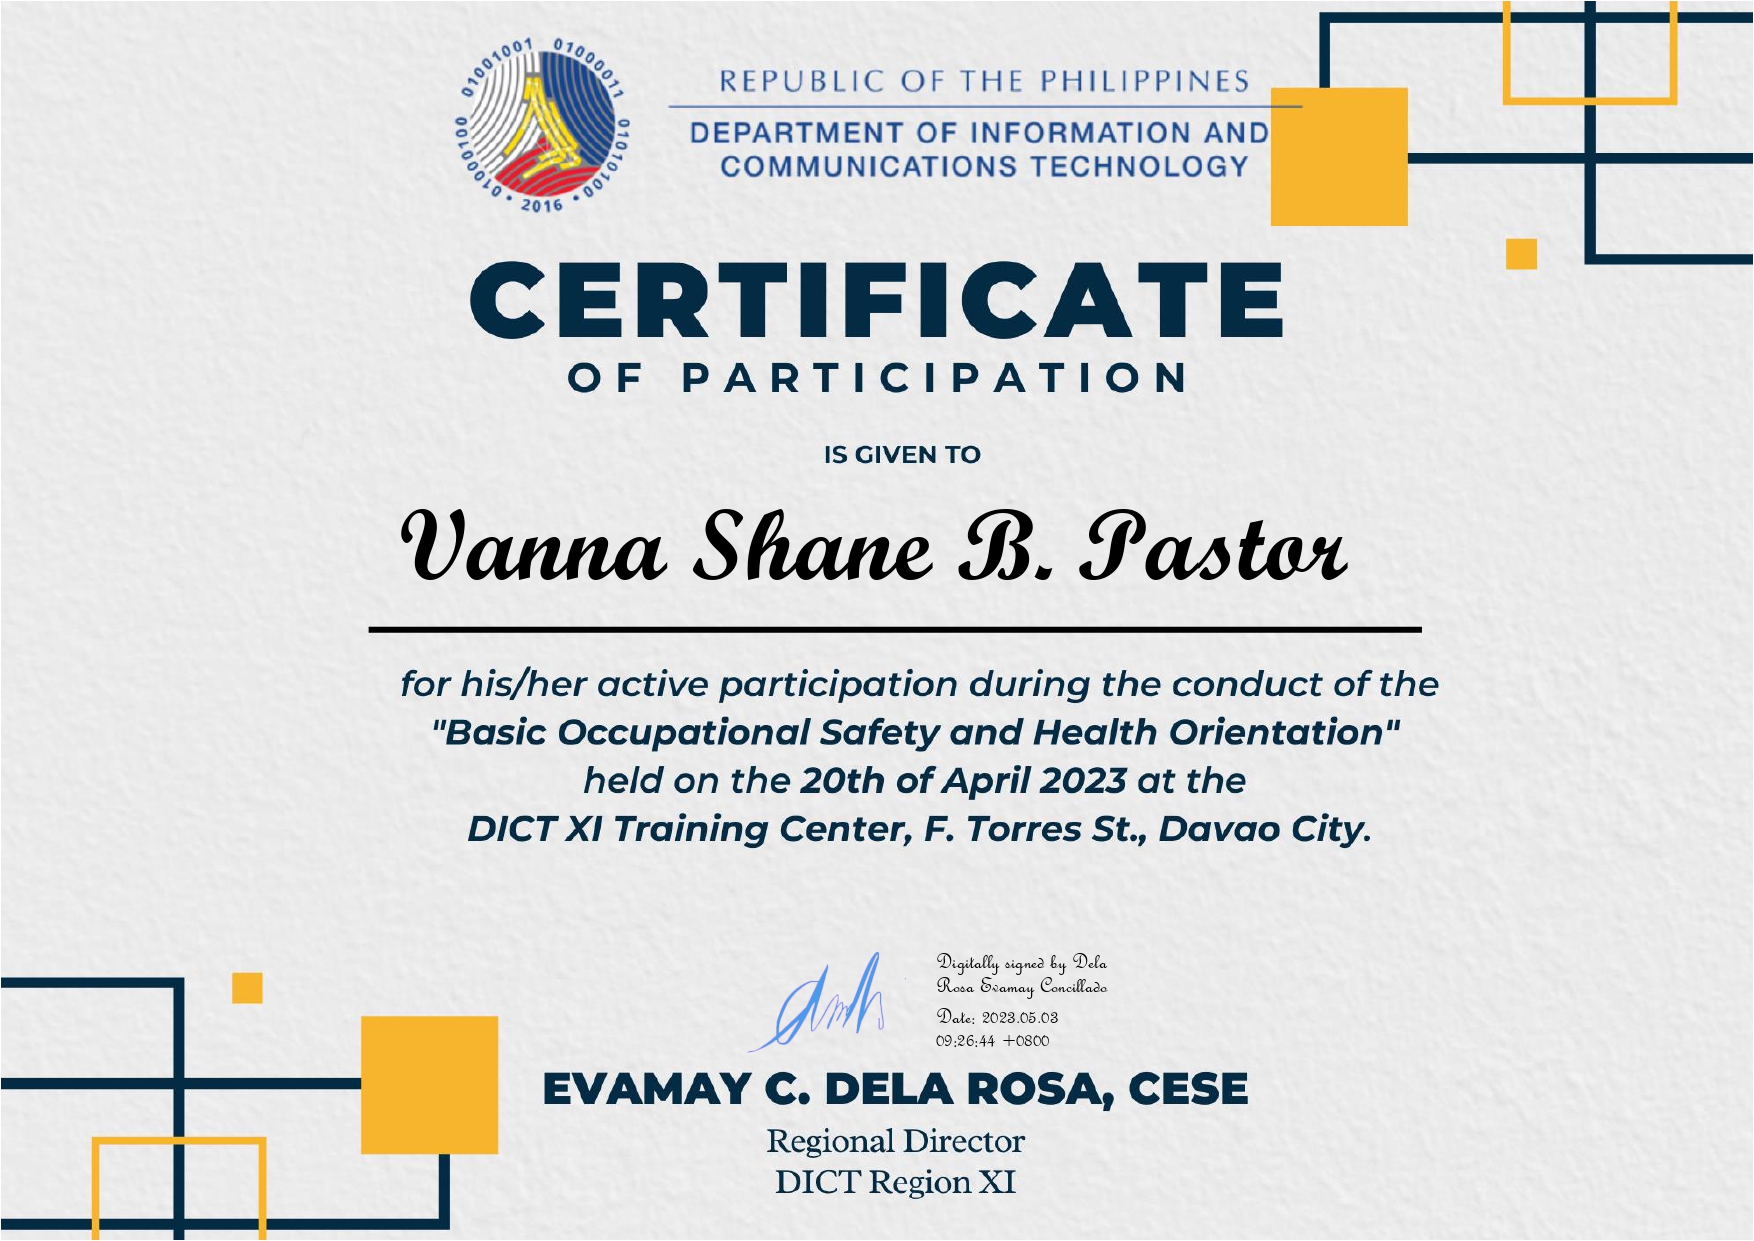 01001001 01000011 01010100 00100010 • 2016 •
REPUBLIC OF THE PHILIPPINES
DEPARTMENT OF INFORMATION AND
COMMUNICATIONS TECHNOLOGY
CERTIFICATE
OF PARTICIPATION
IS GIVEN TO
Vanna Shane B. Pastor
for his/her active participation during the conduct of the
"Basic Occupational Safety and Health Orientation"
held on the 20th of April 2023 at the
DICT XI Training Center, F. Torres St., Davao City.
Digitally signed by Dela
Rosa Evamay Concillado
Date: 2023.05.03
09:26:44 +0800
EVAMAY C. DELA ROSA, CESE
Regional Director
DICT Region XI